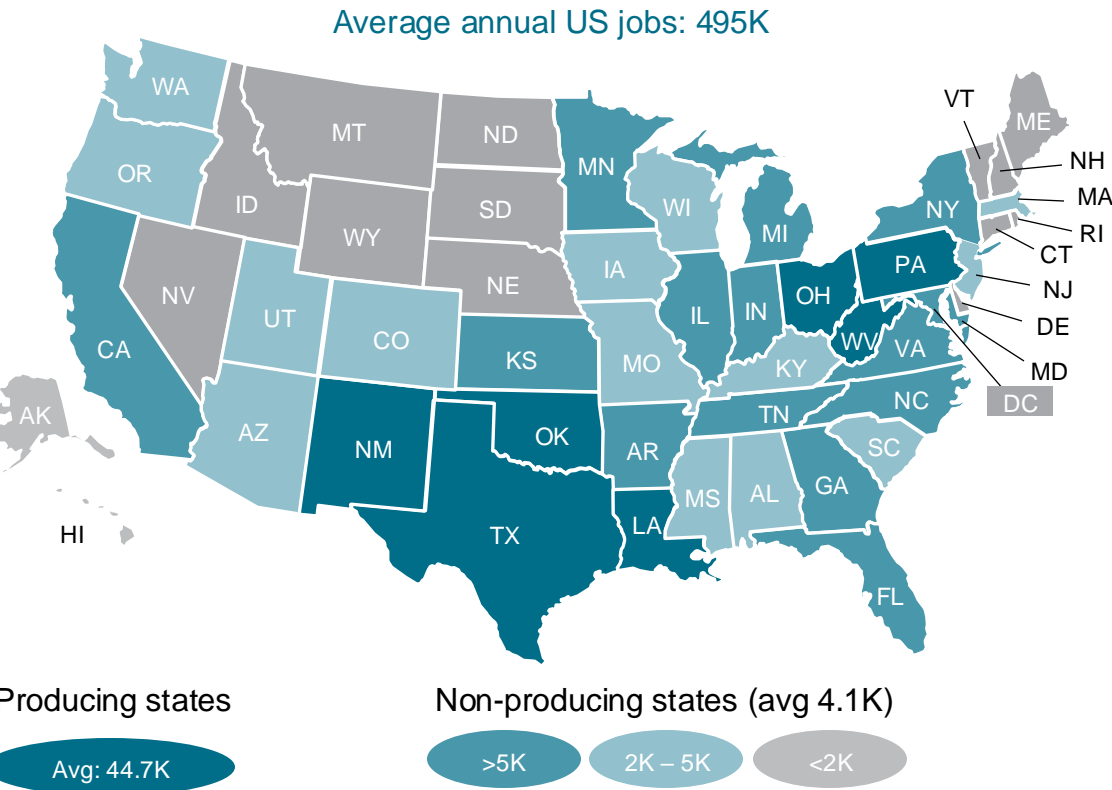 Average annual US jobs: 495K
WA
MT
ND
MN
VT
ME
NH
OR
ID
SD
WI
MI
NY
MA
RI
CT
WY
IA
PA
NJ
NV
NE
OH
DE
UT
CO
IL
IN
WV
VA
MD
CA
KS
MO
KY
DC
AK
AZ
NM
OK
AR
TN
NC
SC
TX
LA
MS
AL
GA
HI
FL
Producing states
Non-producing states (avg 4.1K)
Avg: 44.7K
>5K
2K – 5K
<2K